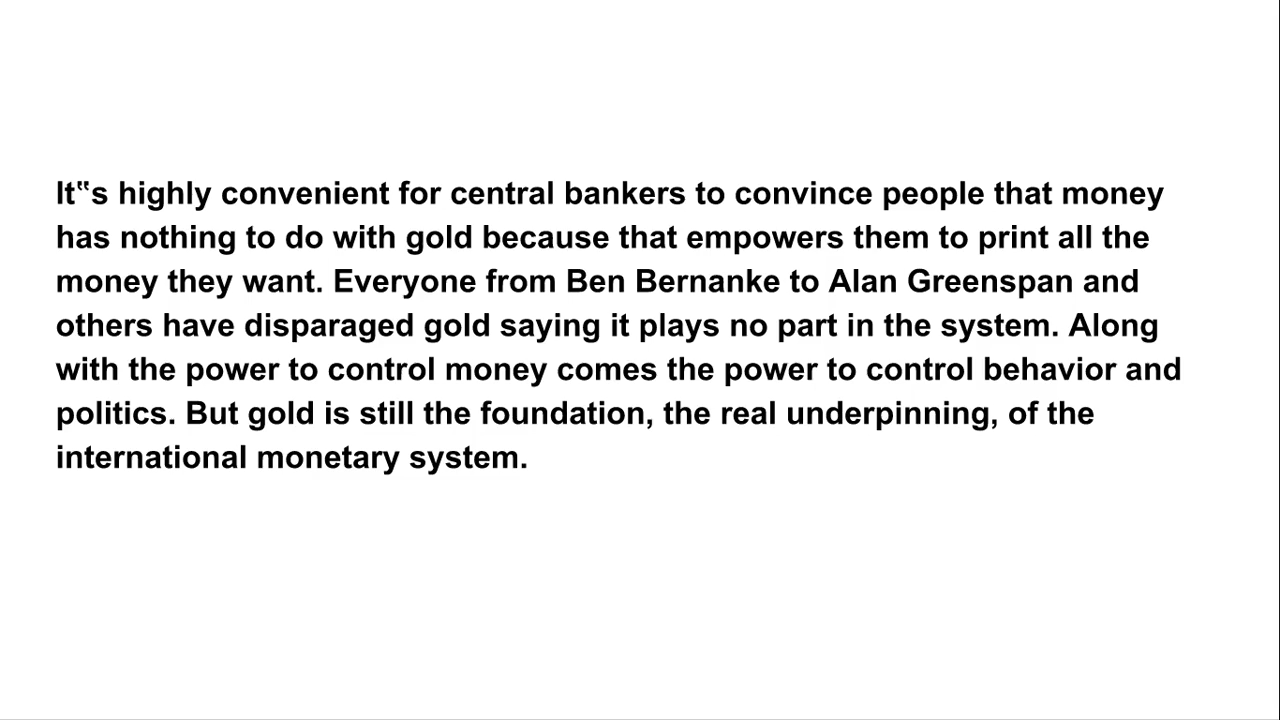 It‟s highly convenient for central bankers to convince people that money
has nothing to do with gold because that empowers them to print all the
money they want. Everyone from Ben Bernanke to Alan Greenspan and
others have disparaged gold saying it plays no part in the system. Along
with the power to control money comes the power to control behavior and
politics. But gold is still the foundation, the real underpinning, of the
international monetary system.